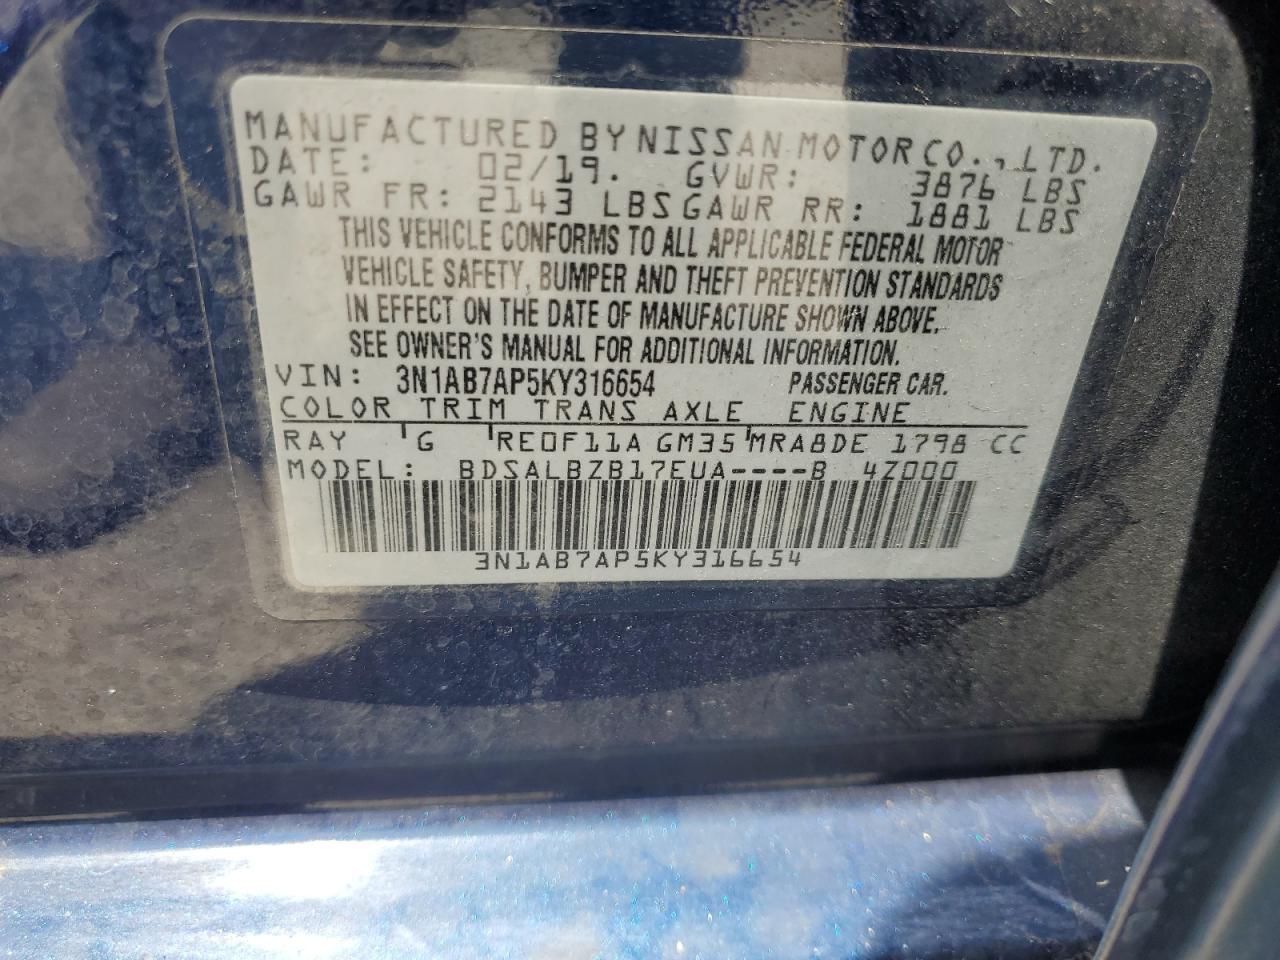 MANUFACTURED BY NISSAN MOTOR CO., LTD.
DATE: 02/19. GVWR: 3876 LBS
GAWR FR: 2143 LBS GAWR RR: 1881 LBS
THIS VEHICLE CONFORMS TO ALL APPLICABLE FEDERAL MOTOR
VEHICLE SAFETY, BUMPER AND THEFT PREVENTION STANDARDS
IN EFFECT ON THE DATE OF MANUFACTURE SHOWN ABOVE.
SEE OWNER'S MANUAL FOR ADDITIONAL INFORMATION.
VIN: 3N1AB7AP5KY316654 PASSENGER CAR.
COLOR TRIM TRANS AXLE ENGINE
RAY G RE0F11A GM35 MRA8DE 1798 CC
MODEL: BDSALBZB17EUA----B 4Z000
3N1AB7AP5KY316654